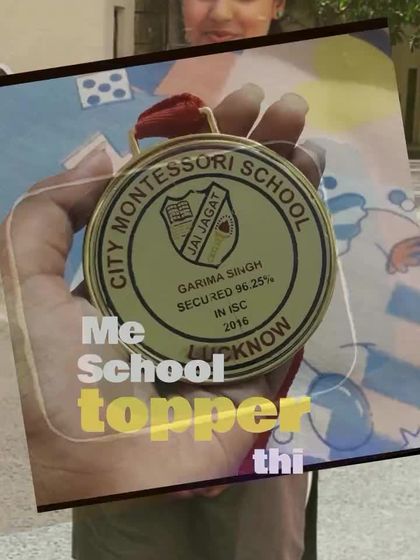 CITY MONTESSORI SCHOOL
JAI JAGAT
GARIMA SINGH
SECURED 96.25%
IN ISC
2016
LUCKNOW
Me
School
topper
thi